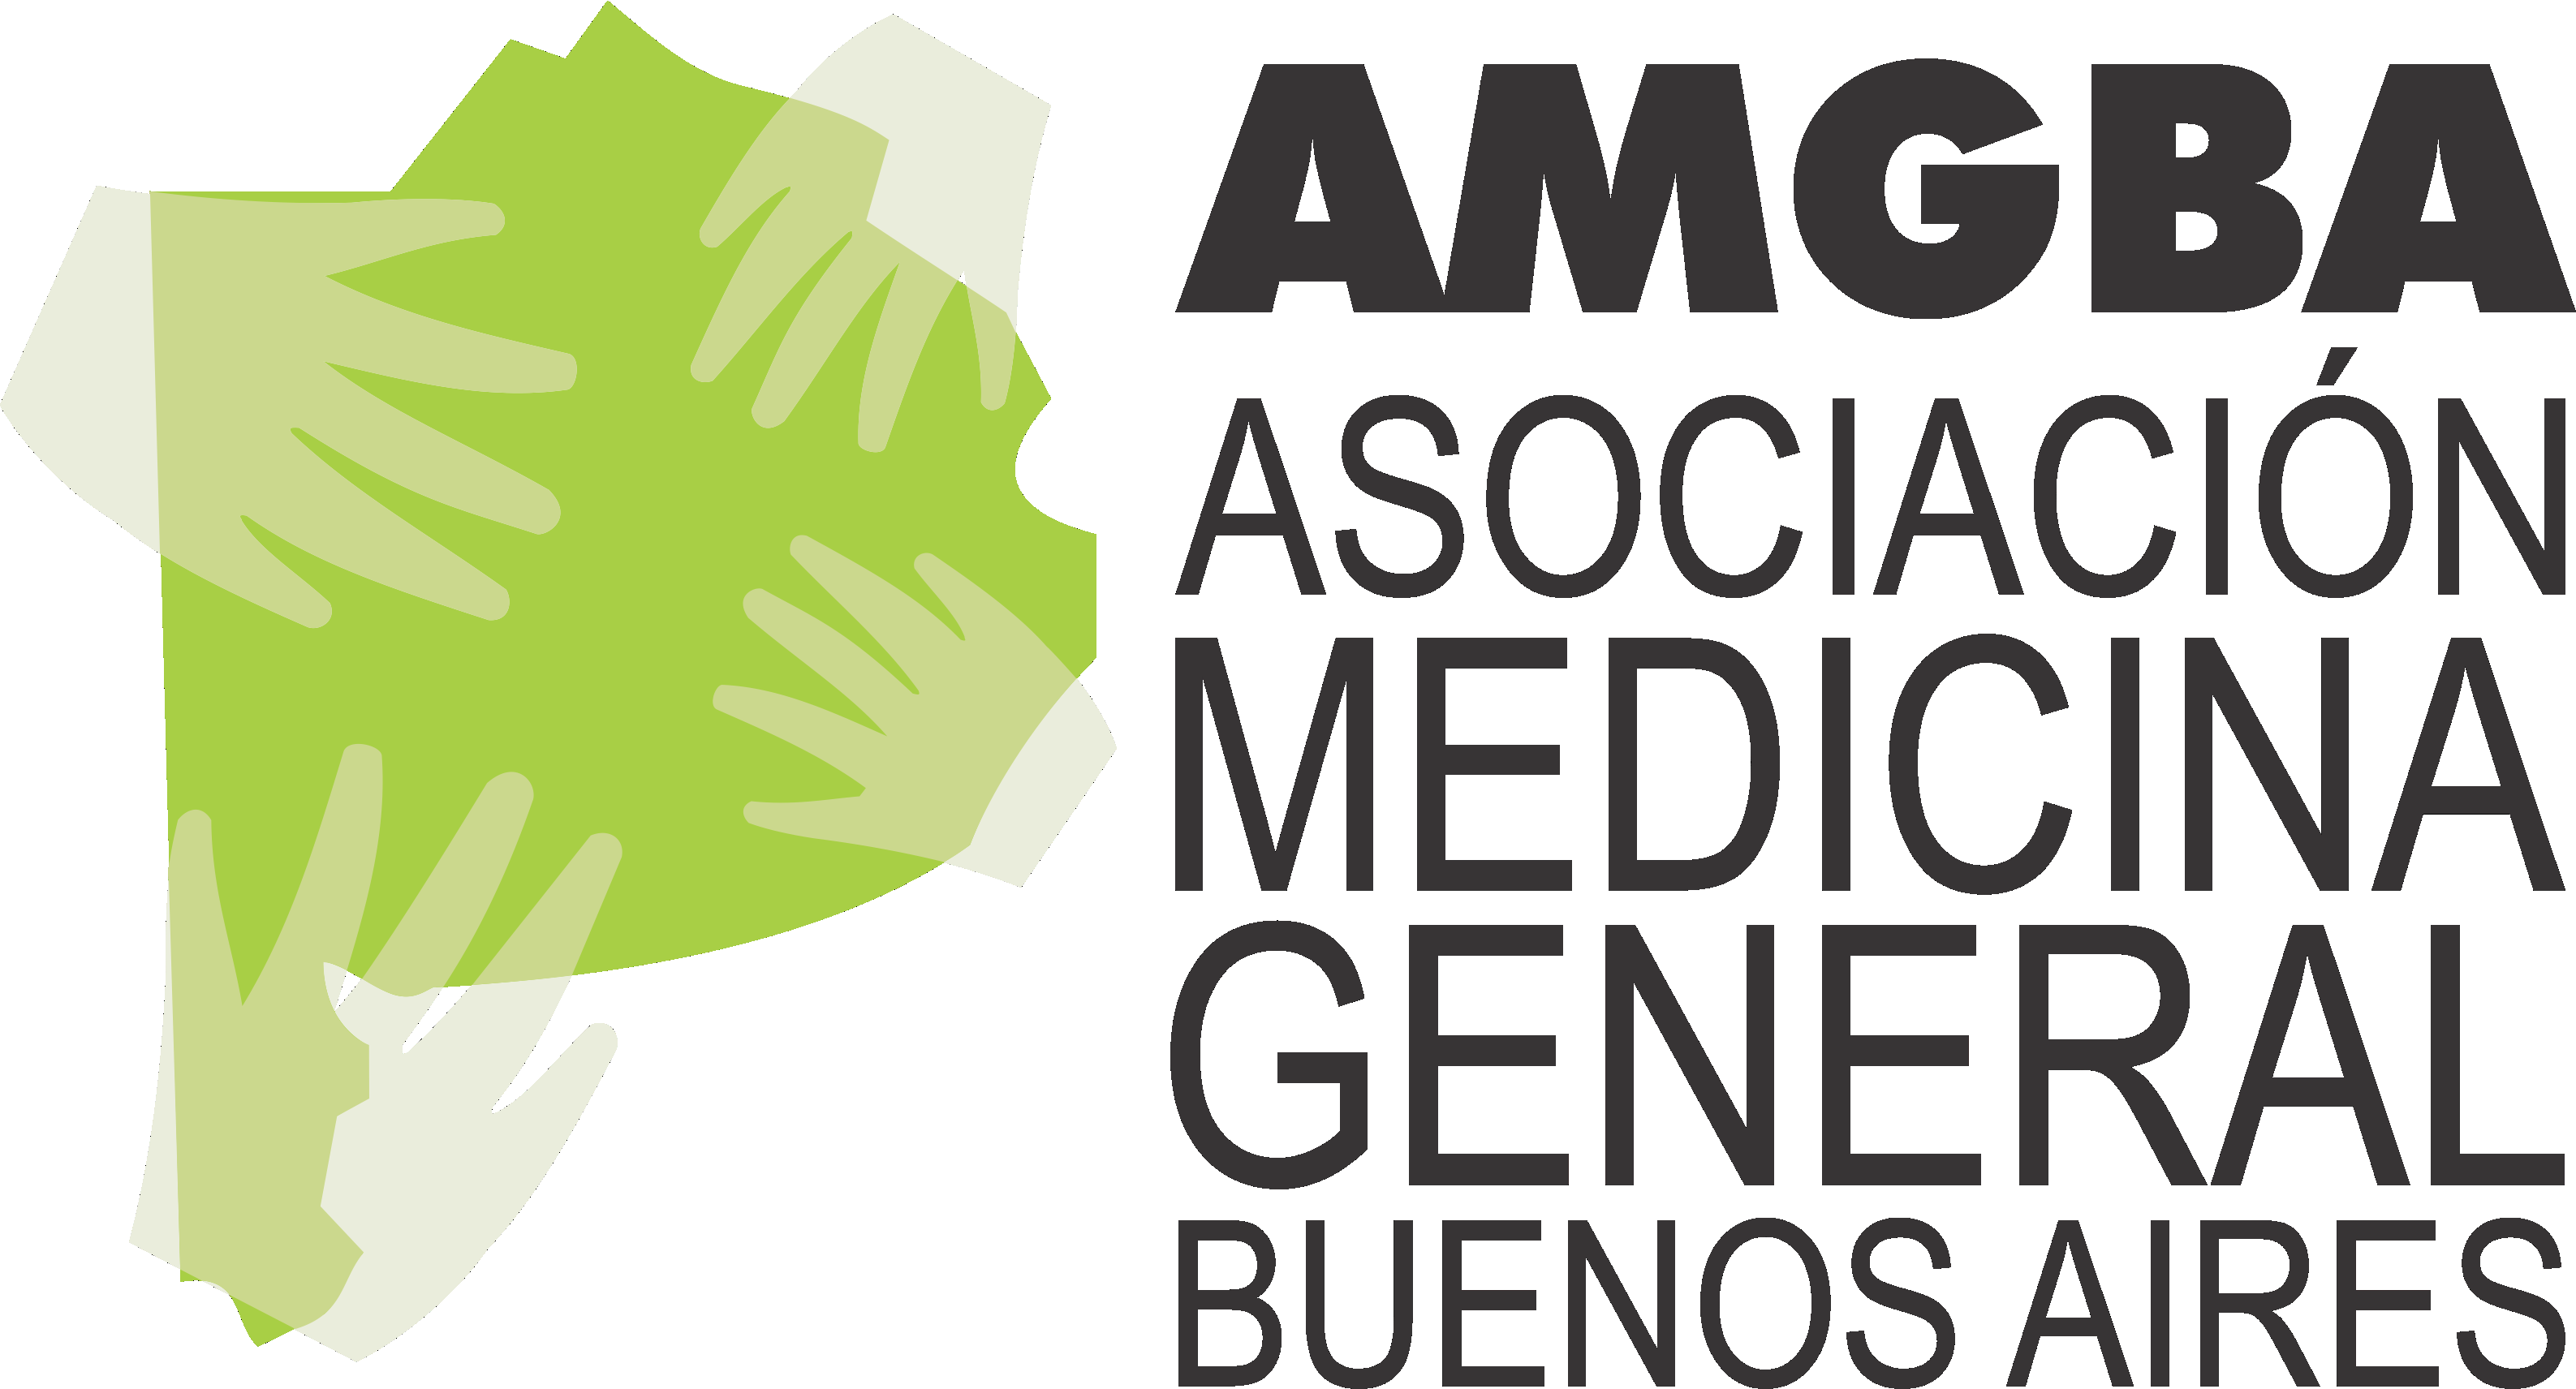 AMGBA
ASOCIACIÓN
MEDICINA
GENERAL
BUENOS AIRES